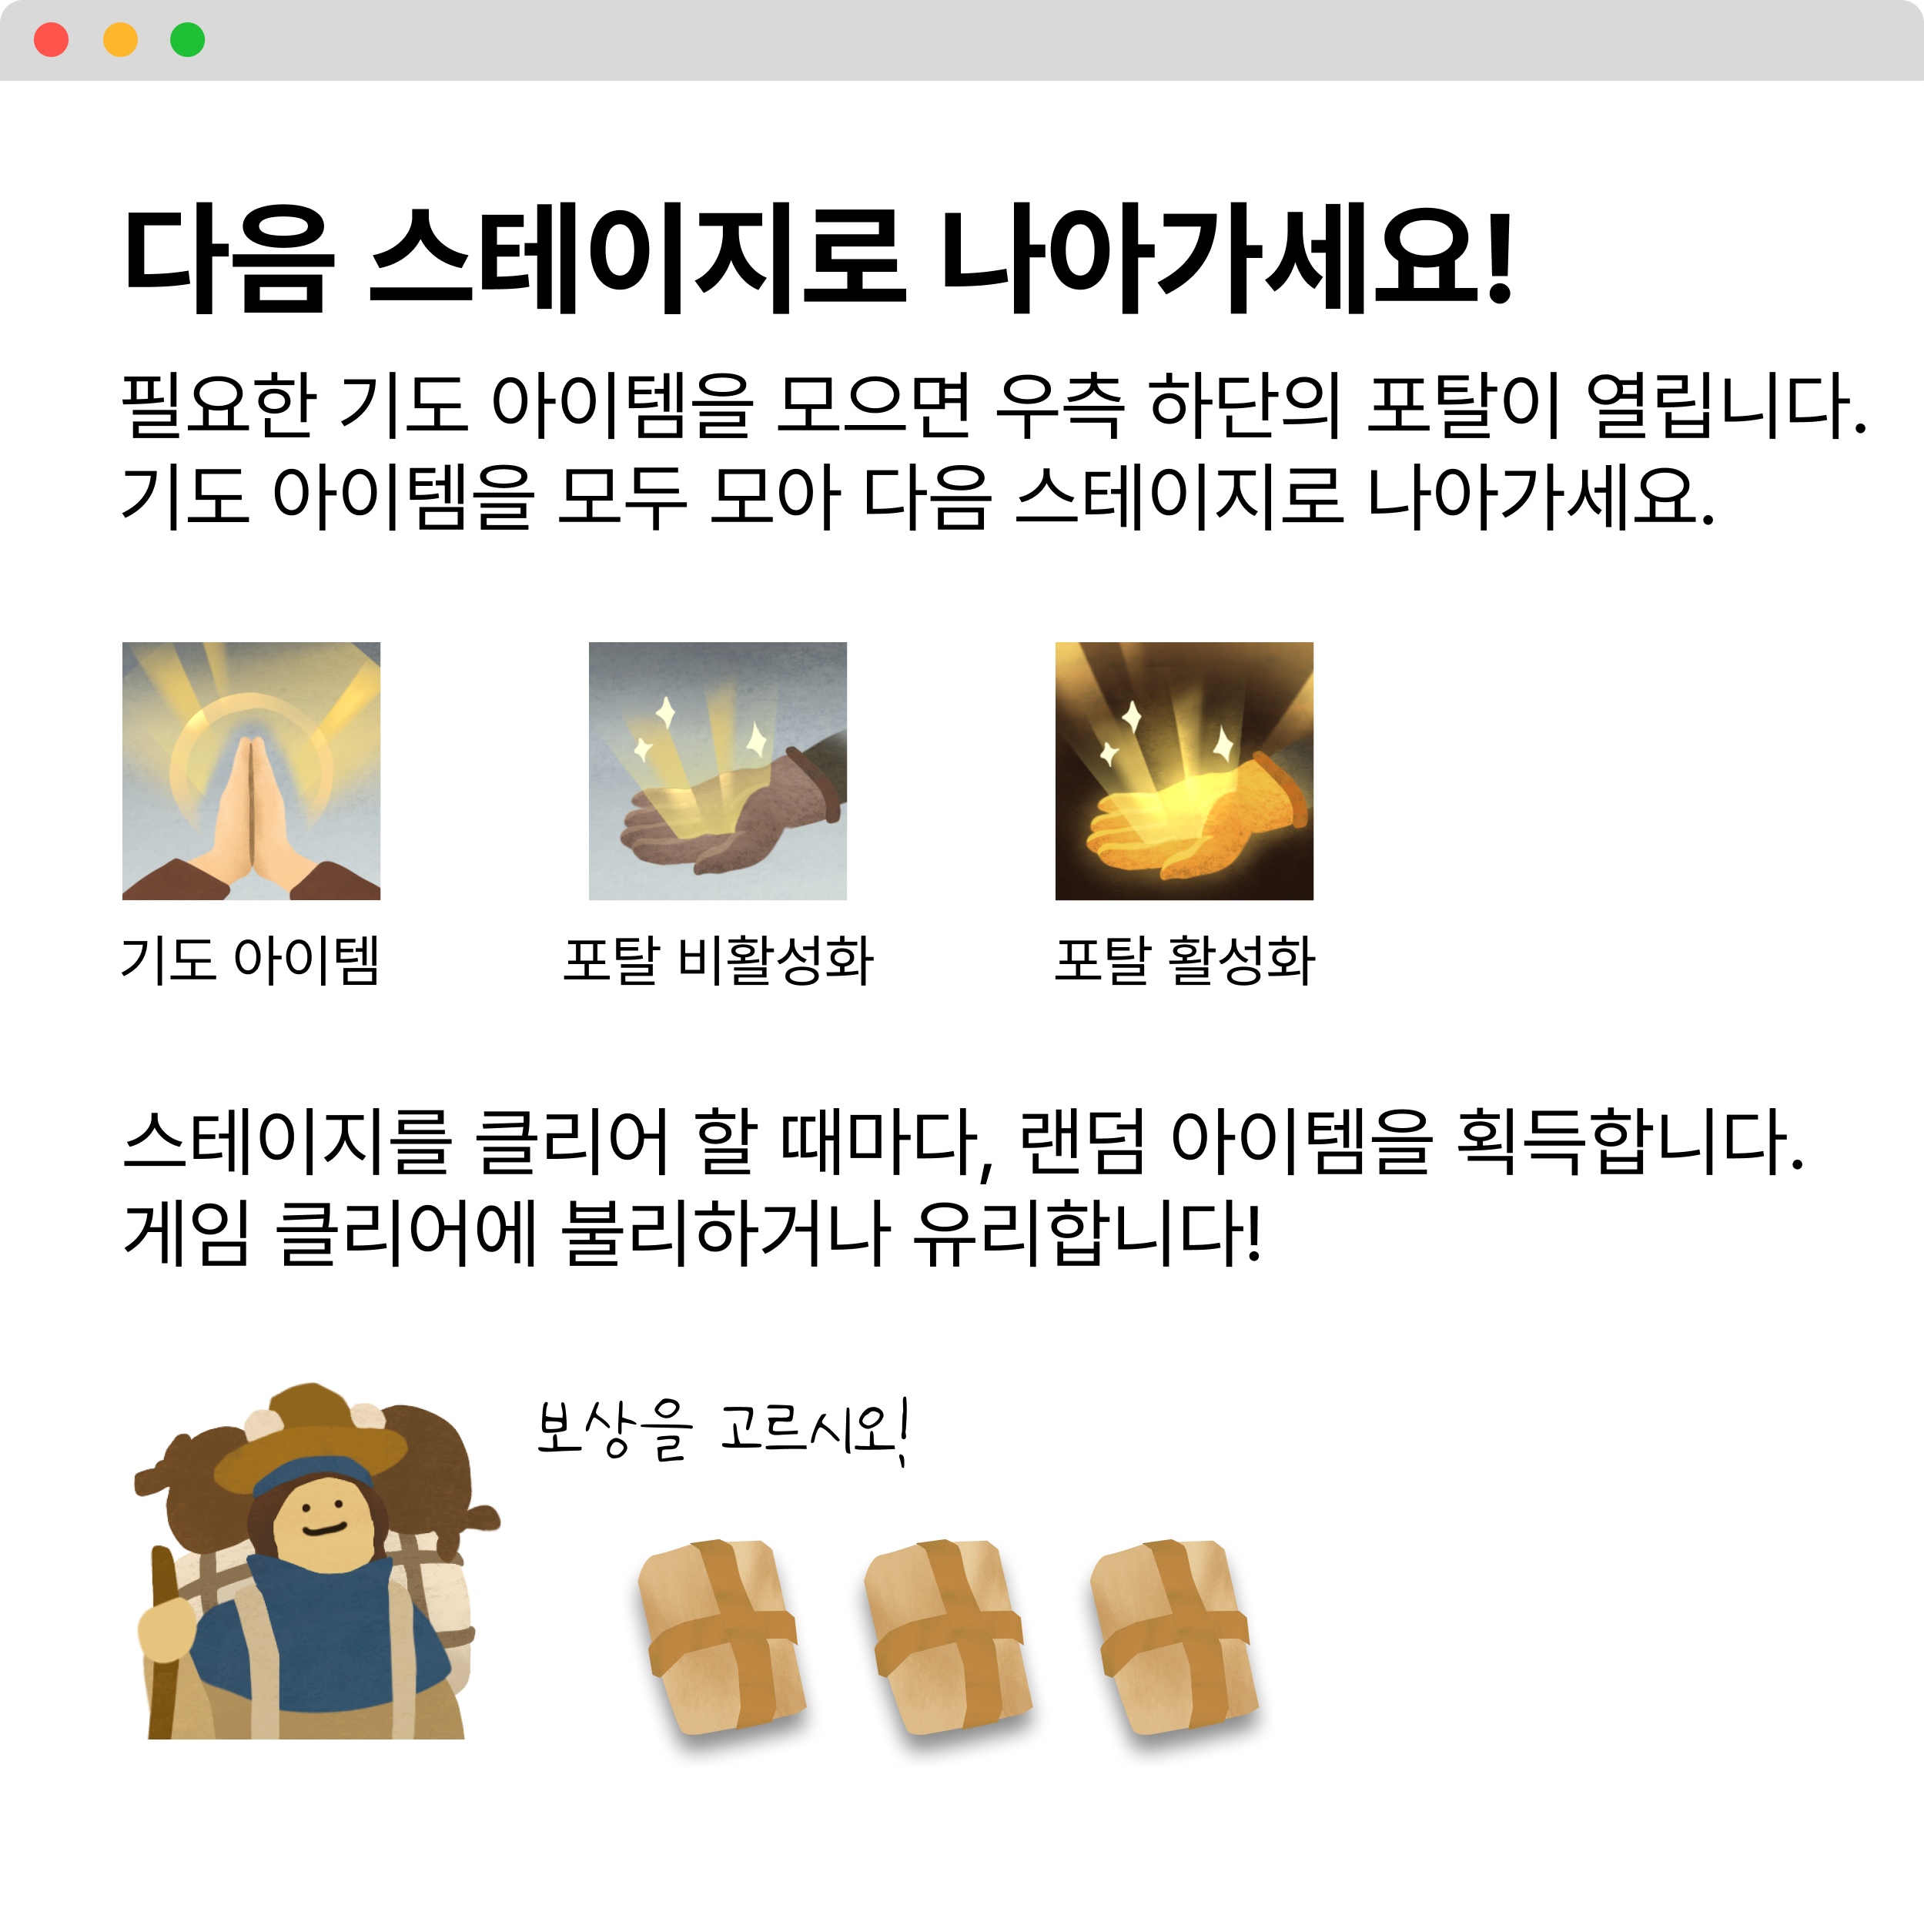 다음 스테이지로 나아가세요!
필요한 기도 아이템을 모으면 우측 하단의 포탈이 열립니다.
기도 아이템을 모두 모아 다음 스테이지로 나아가세요.
기도 아이템
포탈 비활성화
포탈 활성화
스테이지를 클리어 할 때마다, 랜덤 아이템을 획득합니다.
게임 클리어에 불리하거나 유리합니다!
보상을 고르시오!